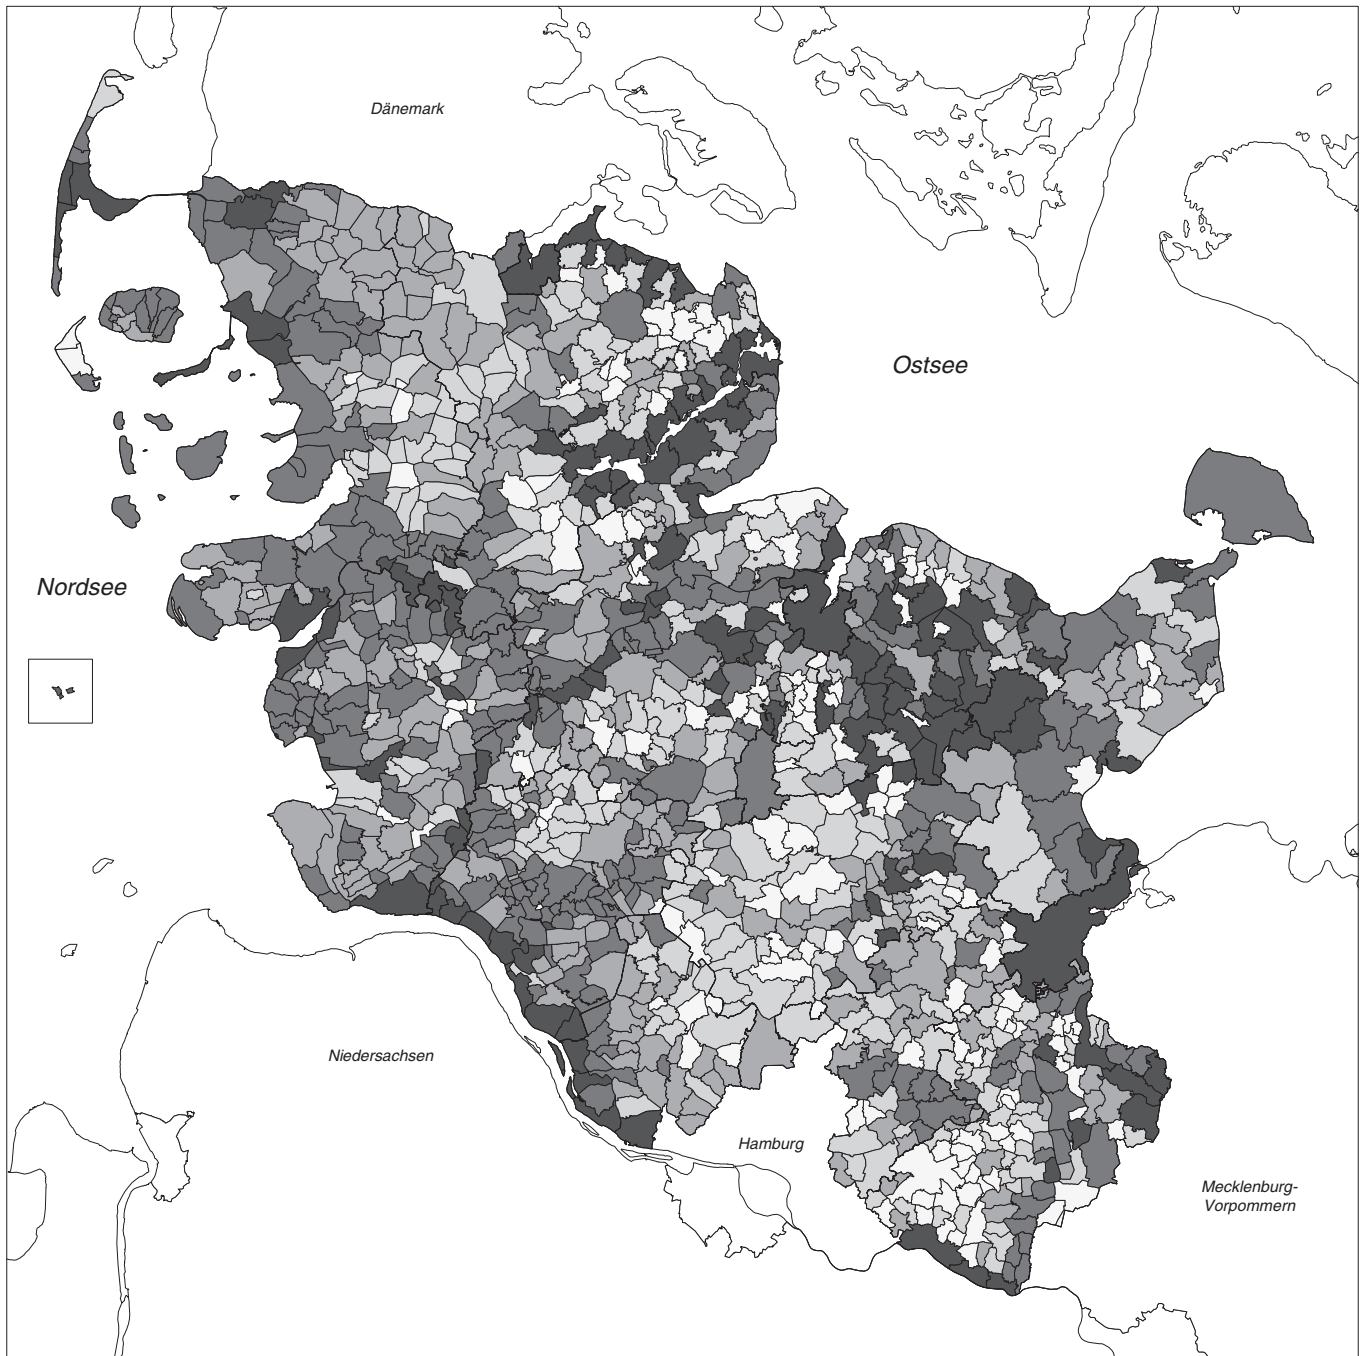 Dänemark
Ostsee
Nordsee
Niedersachsen
Hamburg
Mecklenburg-
Vorpommern